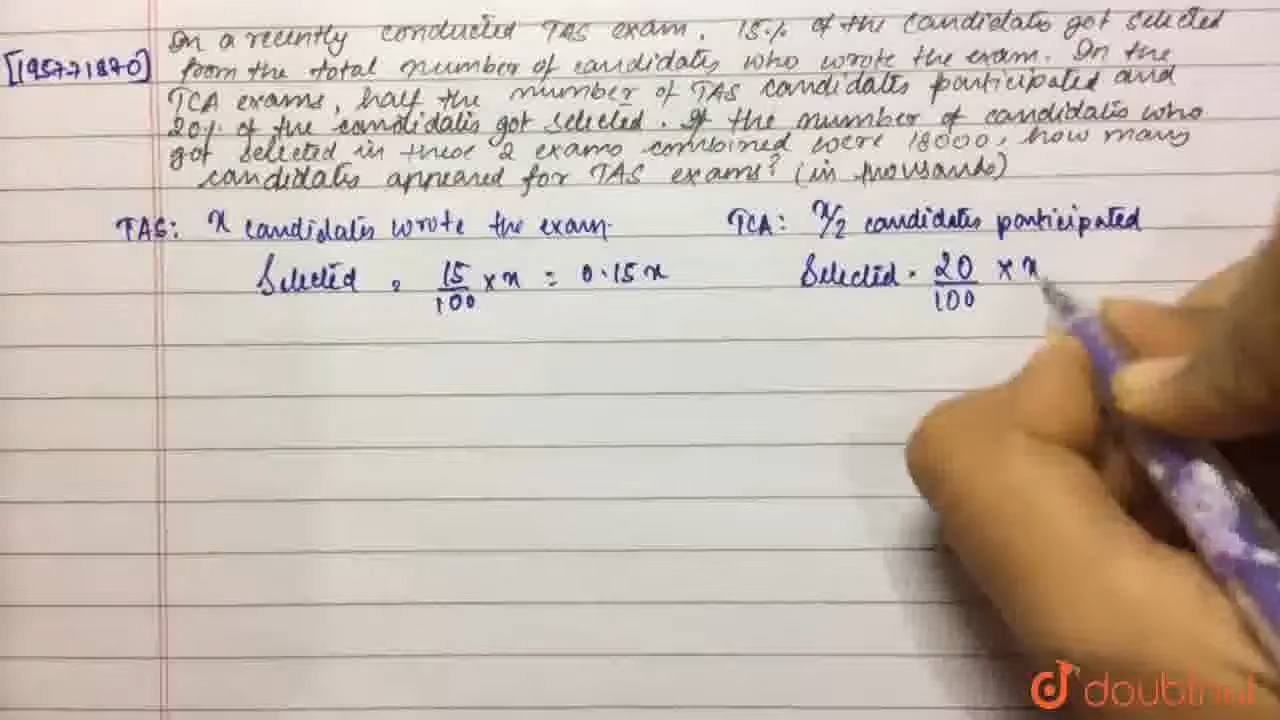 In a recently conducted TAS exam, 15% of the candidates got selected
[195771870] from the total number of candidates who wrote the exam. In the
TCA exams, half the number of TAS candidates participated and
20% of the candidates got selected. If the number of candidates who
got selected in these 2 exams combined were 18000, how many
candidates appeared for TAS exams? (in thousands)
TAS: x candidates wrote the exam. TCA: x/2 candidates participated
Selected = 15/100 × x = 0.15x Selected = 20/100 × x
doubtnut